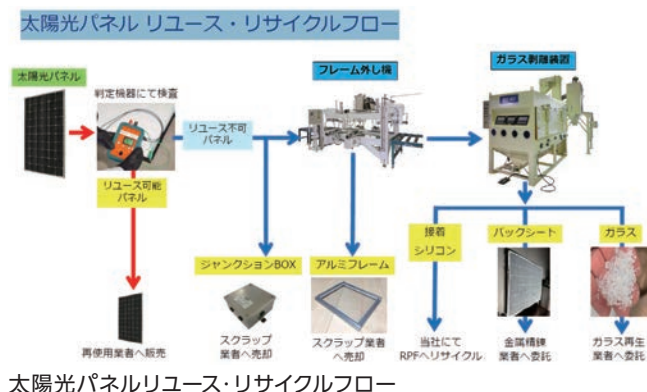 太陽光パネル リユース・リサイクルフロー
太陽光パネル
判定機器にて検査
リユース不可
パネル
フレーム外し機
ガラス剥離装置
リユース可能
パネル
ジャンクションBOX
アルミフレーム
接着
シリコン
バックシート
ガラス
再使用業者へ販売
スクラップ
業者へ売却
スクラップ業者
へ売却
当社にて
RPFへリサイクル
金属精錬
業者へ委託
ガラス再生
業者へ委託
太陽光パネルリユース・リサイクルフロー